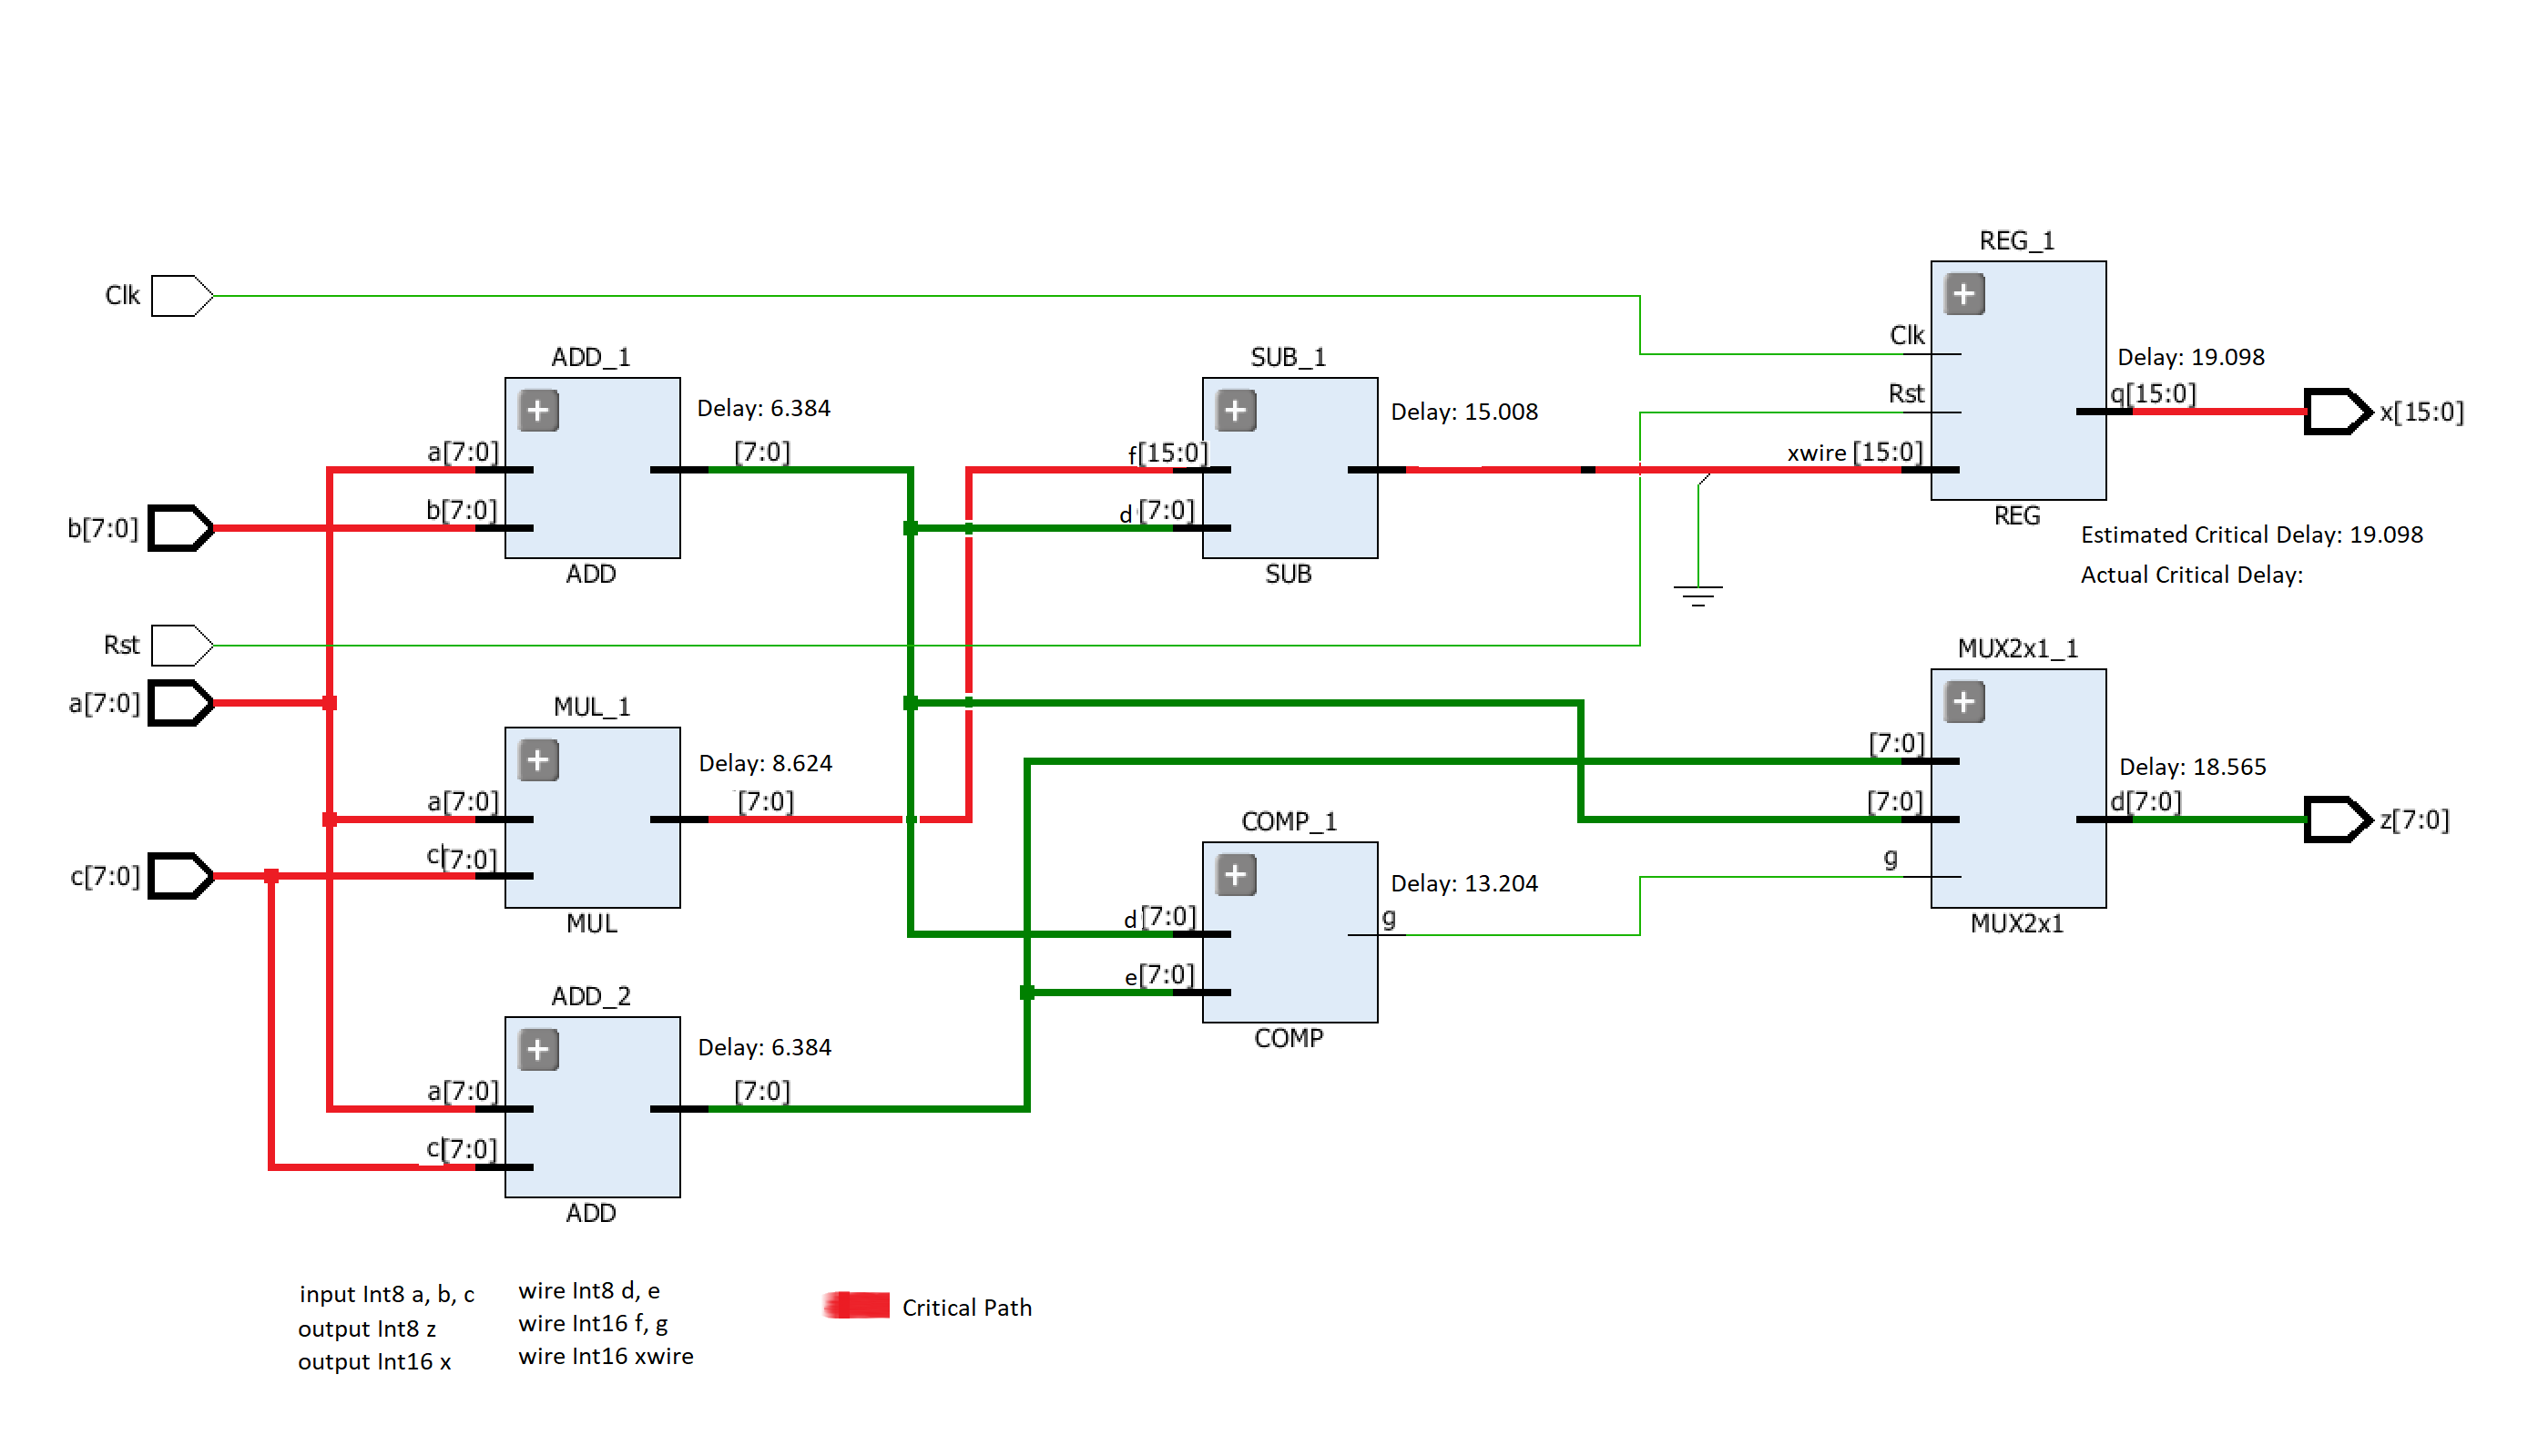 REG_1
Clk
Clk
ADD_1
SUB_1
Delay: 19.098
Rst
q[15:0]
x[15:0]
Delay: 6.384
Delay: 15.008
a[7:0]
[7:0]
f[15:0]
xwire [15:0]
b[7:0]
b[7:0]
d[7:0]
REG
Estimated Critical Delay: 19.098
ADD
SUB
Actual Critical Delay:
Rst
MUX2x1_1
a[7:0]
MUL_1
[7:0]
Delay: 8.624
Delay: 18.565
a[7:0]
[7:0]
[7:0]
d[7:0]
z[7:0]
COMP_1
c[7:0]
g
c[7:0]
Delay: 13.204
MUL
d[7:0]
g
MUX2x1
e[7:0]
ADD_2
Delay: 6.384
COMP
a[7:0]
[7:0]
c[7:0]
ADD
input Int8 a, b, c
output Int8 z
output Int16 x
wire Int8 d, e
wire Int16 f, g
wire Int16 xwire
Critical Path